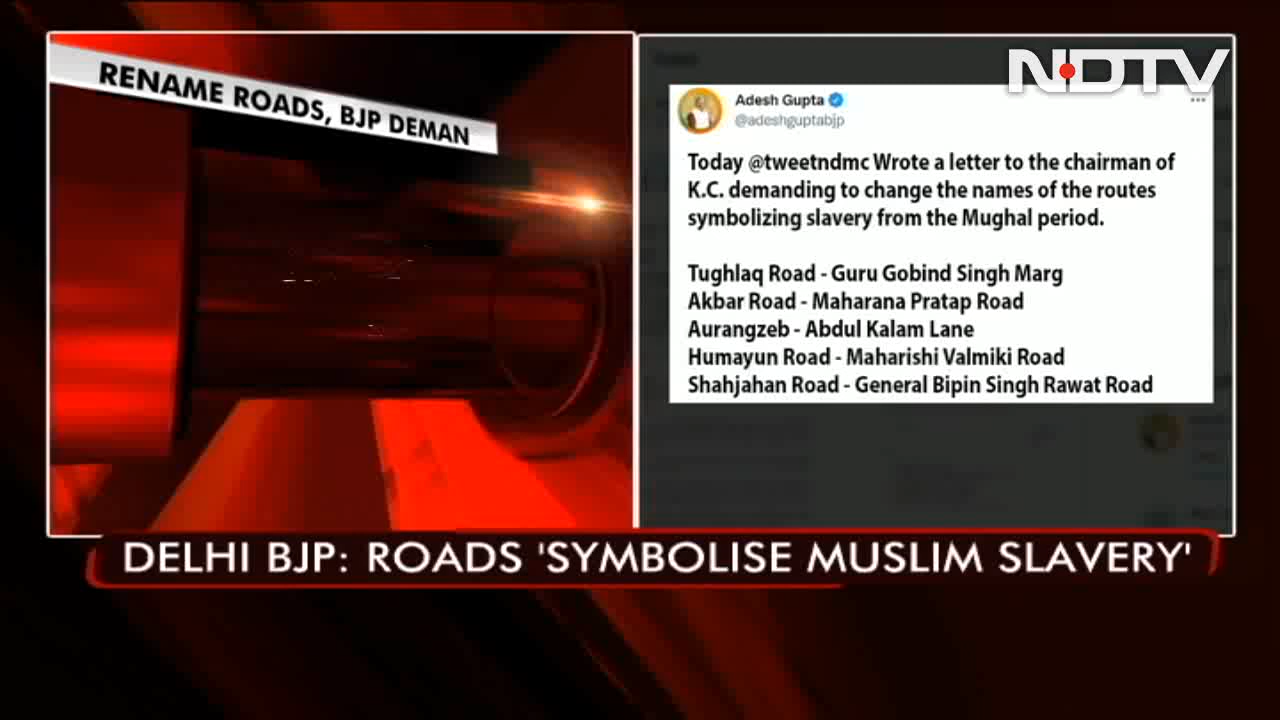 RENAME ROADS, BJP DEMAN
NDTV
Adesh Gupta
@adeshguptabjp
Today @tweetndmc Wrote a letter to the chairman of
K.C. demanding to change the names of the routes
symbolizing slavery from the Mughal period.
Tughlaq Road - Guru Gobind Singh Marg
Akbar Road - Maharana Pratap Road
Aurangzeb - Abdul Kalam Lane
Humayun Road - Maharishi Valmiki Road
Shahjahan Road - General Bipin Singh Rawat Road
DELHI BJP: ROADS 'SYMBOLISE MUSLIM SLAVERY'